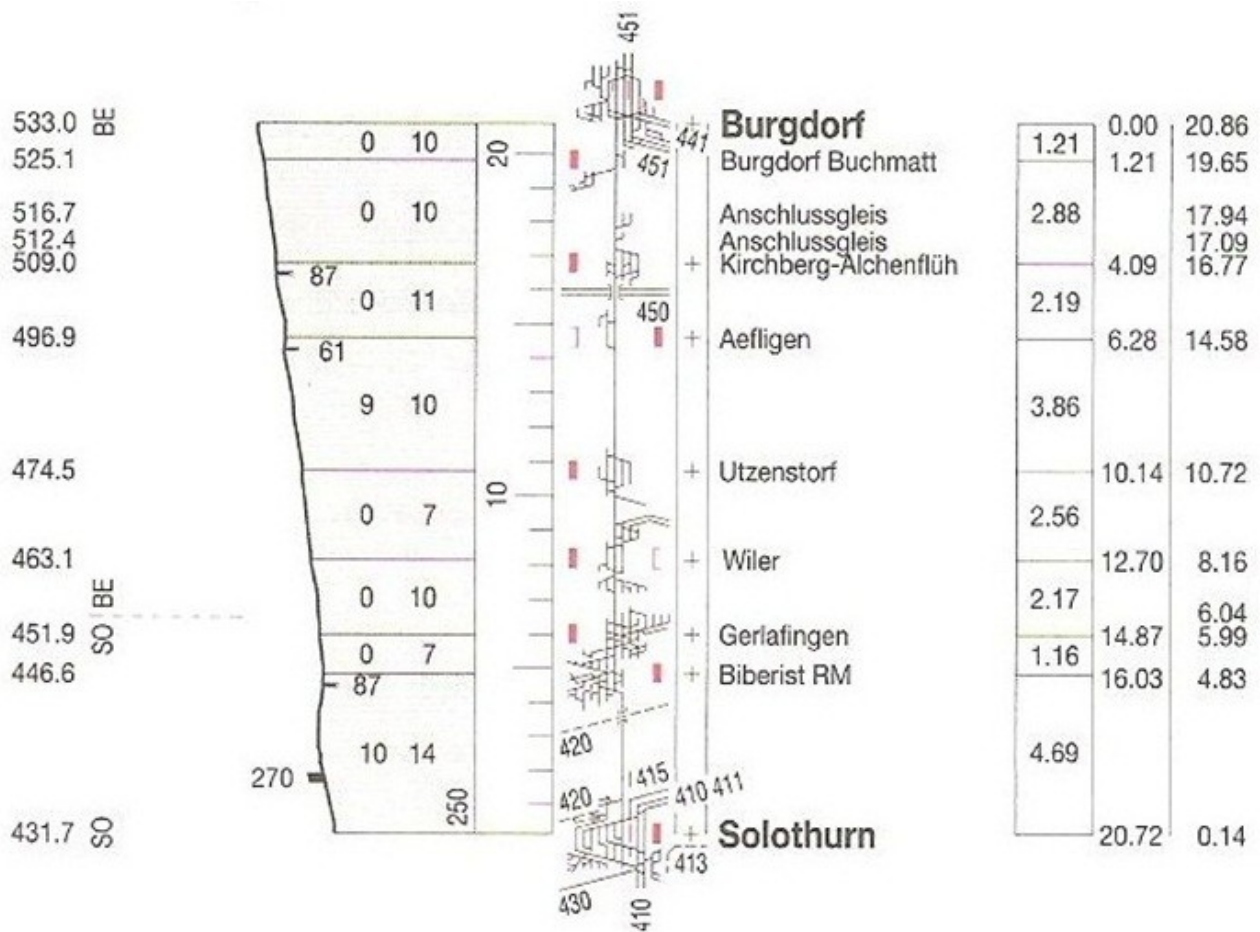 451
533.0 BE 0 10 20 441 Burgdorf 1.21 0.00 20.86
525.1 451 Burgdorf Buchmatt 1.21 19.65
516.7 0 10 Anschlussgleis 2.88 17.94
512.4 Anschlussgleis 17.09
509.0 Kirchberg-Alchenflüh 4.09 16.77
87 0 11 450 2.19
496.9 Aefligen 6.28 14.58
61
9 10 3.86
474.5 Utzenstorf 10.14 10.72
10
0 7 2.56
463.1 Wiler 12.70 8.16
BE 0 10 2.17 6.04
451.9 SO Gerlafingen 14.87 5.99
0 7 1.16
446.6 Biberist RM 16.03 4.83
87
10 14 420 4.69
270 415
250 420 410 411
431.7 SO Solothurn 20.72 0.14
413
430 410